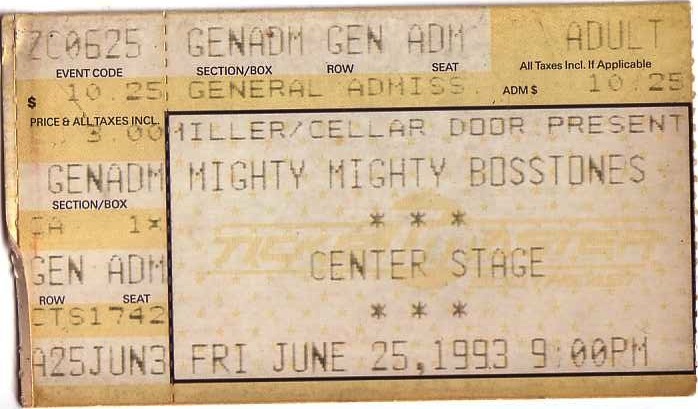 ZC0625 GENADM GEN ADM ADULT
EVENT CODE SECTION/BOX ROW SEAT All Taxes Incl. If Applicable
$ 10.25 GENERAL ADMISS. ADM $ 10.25
PRICE & ALL TAXES INCL.
3.00 MILLER/CELLAR DOOR PRESENT
GENADM MIGHTY MIGHTY BOSSTONES
SECTION/BOX
CA 1× * * *
TICKETMASTER
GEN ADM CENTER STAGE
ROW SEAT
CTS1742 * * *
A25JUN3 FRI JUNE 25,1993 9:00PM